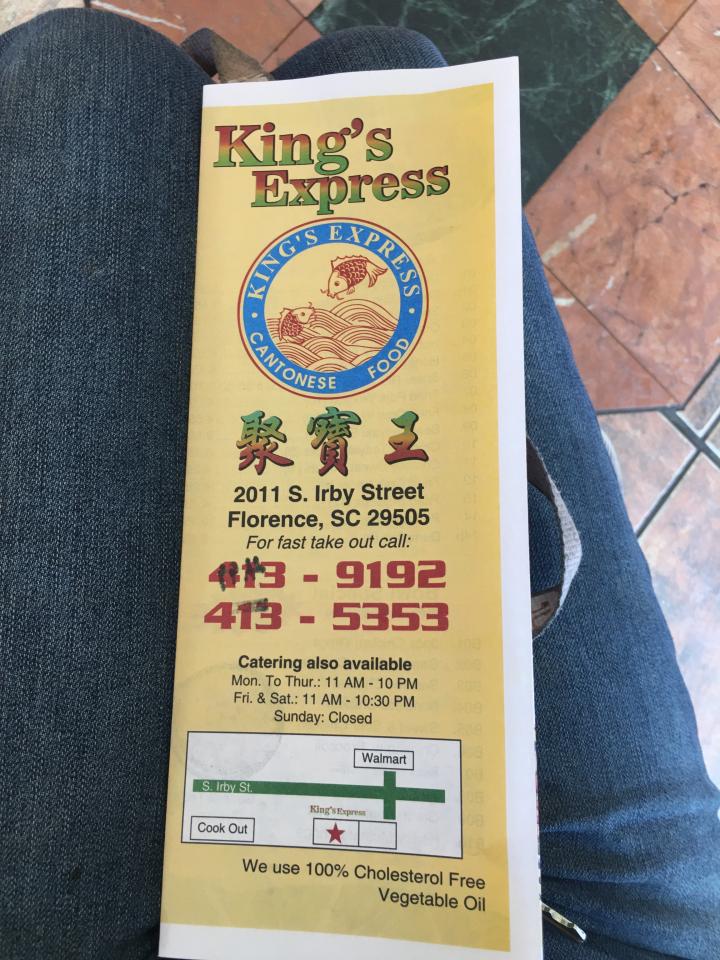 King's
Express
KING'S EXPRESS
CANTONESE FOOD
聚寶王
2011 S. Irby Street
Florence, SC 29505
For fast take out call:
413 - 9192
413 - 5353
Catering also available
Mon. To Thur.: 11 AM - 10 PM
Fri. & Sat.: 11 AM - 10:30 PM
Sunday: Closed
Walmart
S. Irby St.
King's Express
Cook Out
We use 100% Cholesterol Free
Vegetable Oil